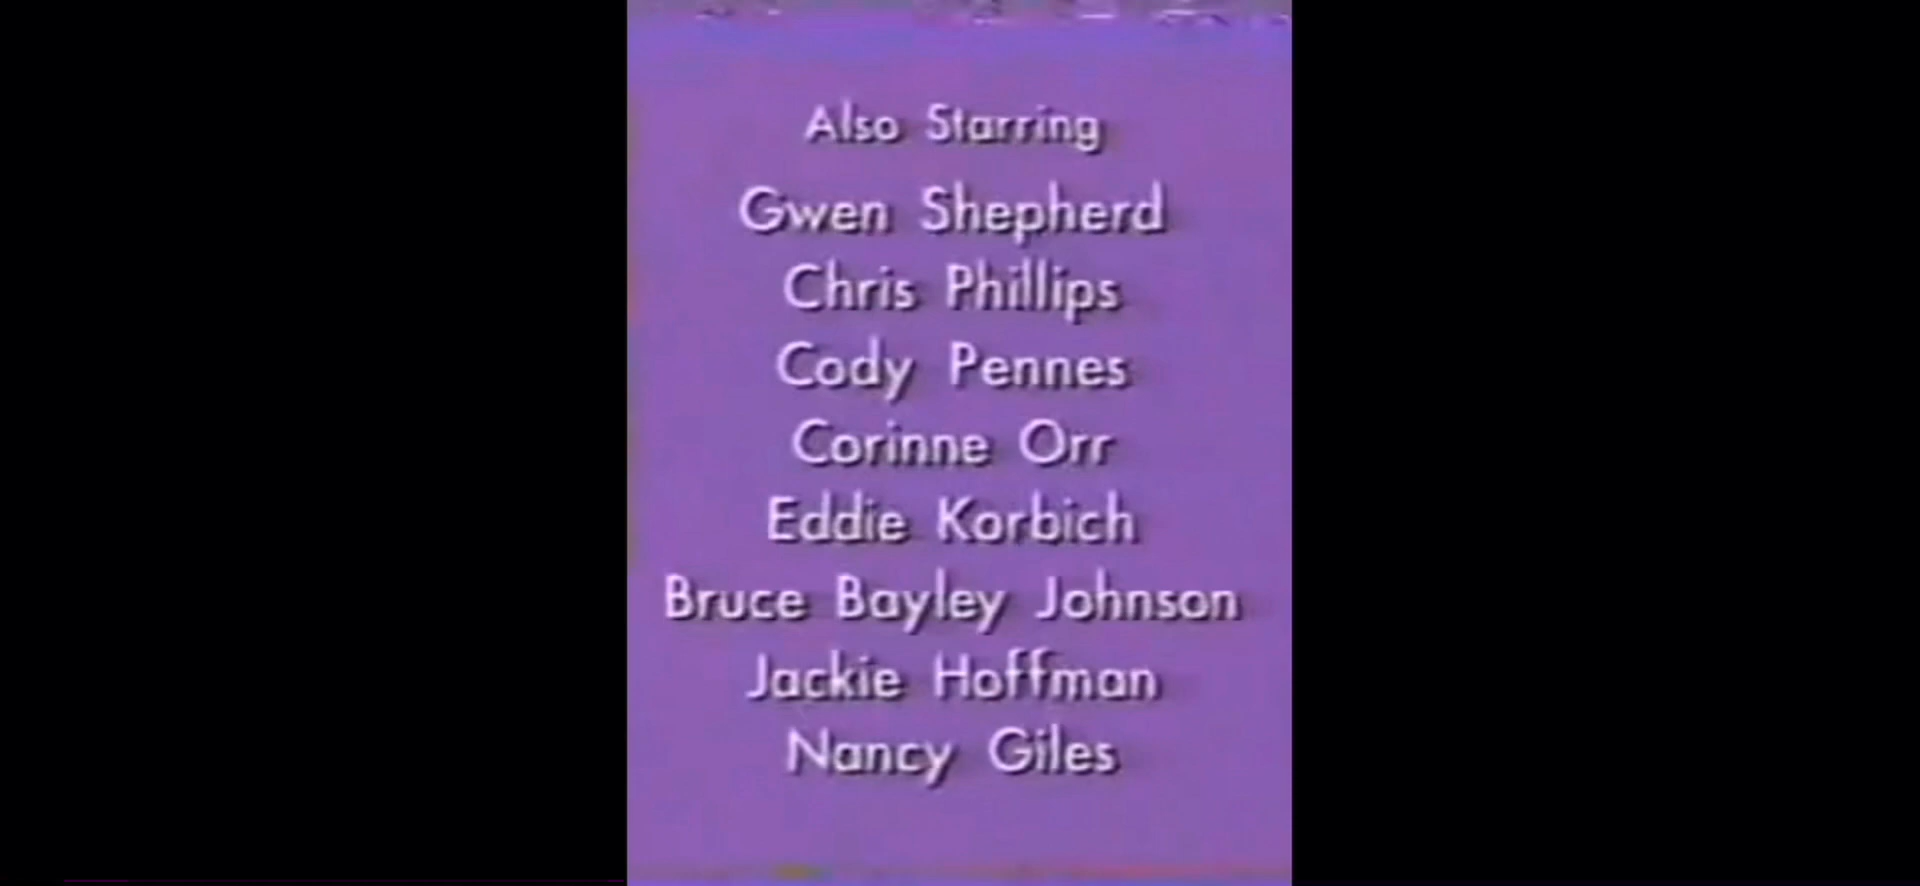 Also Starring
Gwen Shepherd
Chris Phillips
Cody Pennes
Corinne Orr
Eddie Korbich
Bruce Bayley Johnson
Jackie Hoffman
Nancy Giles